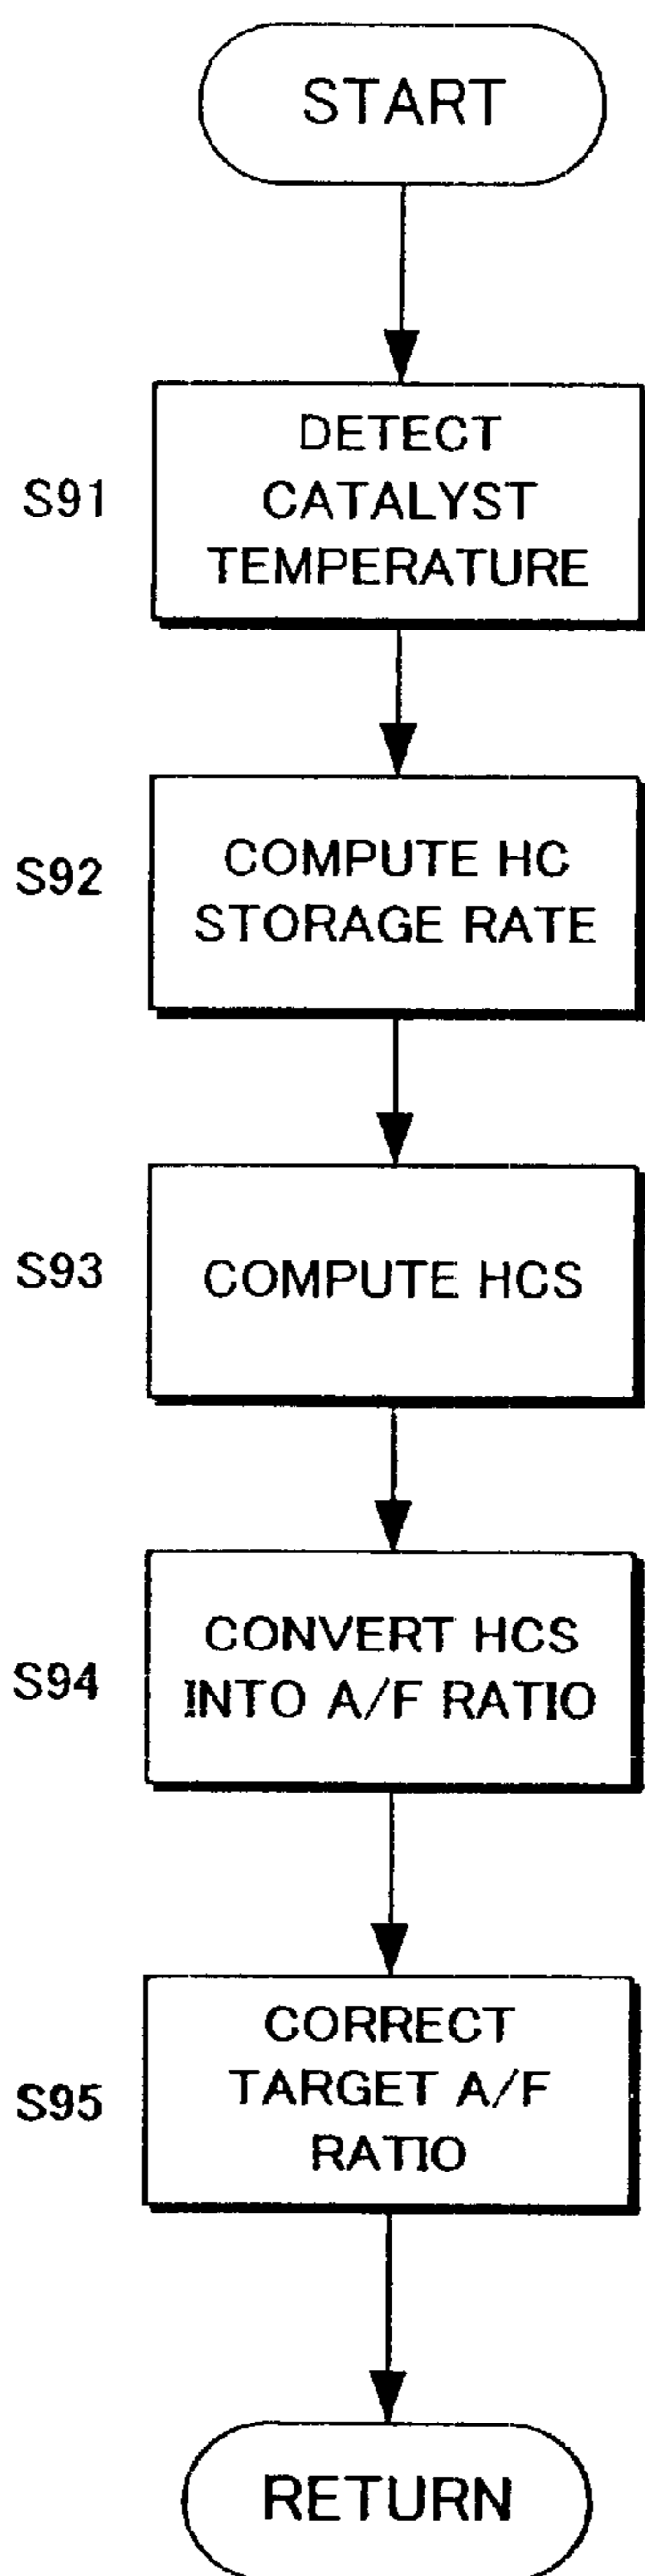 START
S91
DETECT
CATALYST
TEMPERATURE
S92
COMPUTE HC
STORAGE RATE
S93
COMPUTE HCS
S94
CONVERT HCS
INTO A/F RATIO
S95
CORRECT
TARGET A/F
RATIO
RETURN